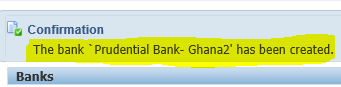 Confirmation
The bank `Prudential Bank- Ghana2' has been created.
Banks